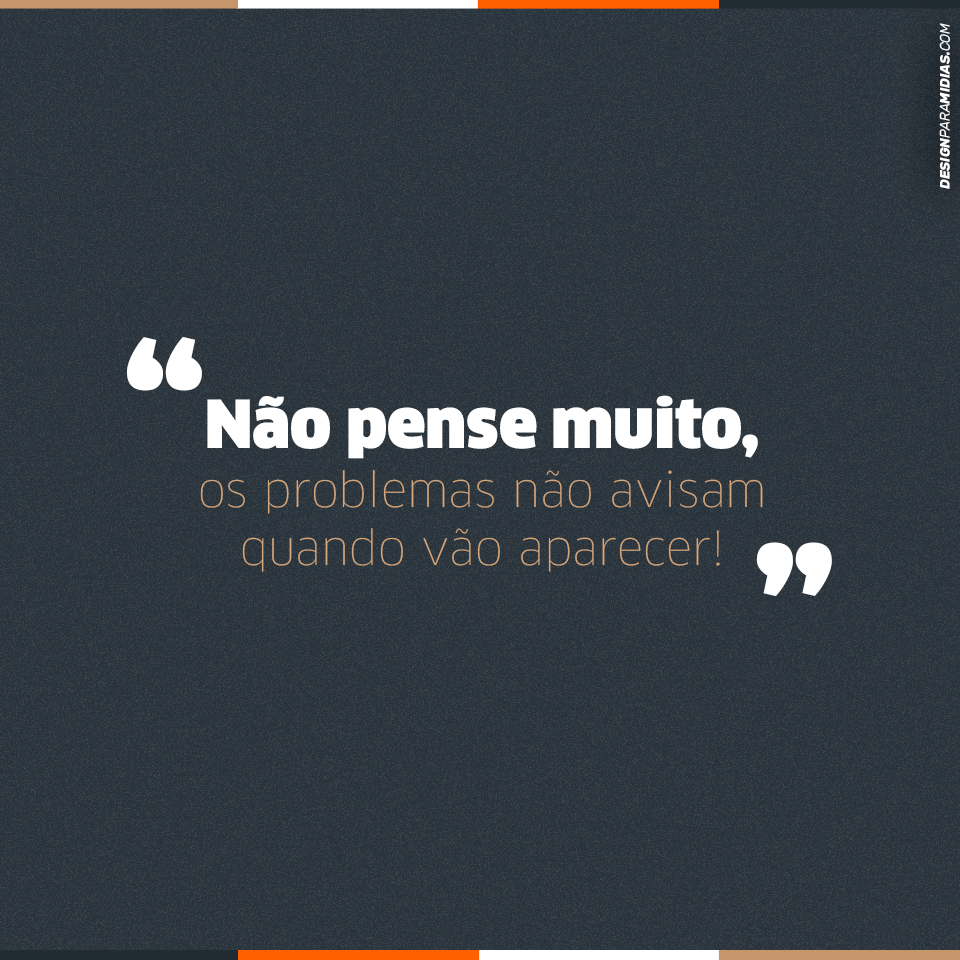 DESIGNPARAMIDIAS.COM
“Não pense muito,
os problemas não avisam
quando vão aparecer!”